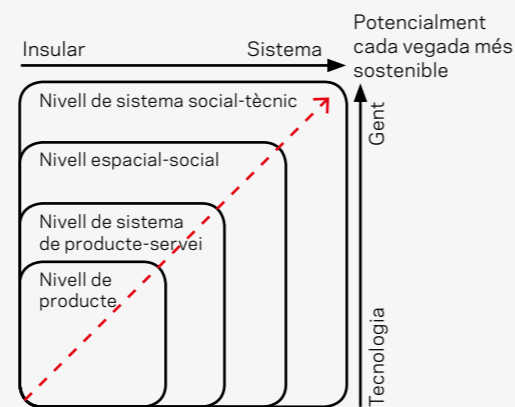 Insular
Sistema
Potencialment
cada vegada més
sostenible
Nivell de sistema social-tècnic
Gent
Nivell espacial-social
Nivell de sistema
de producte-servei
Nivell de
producte
Tecnologia